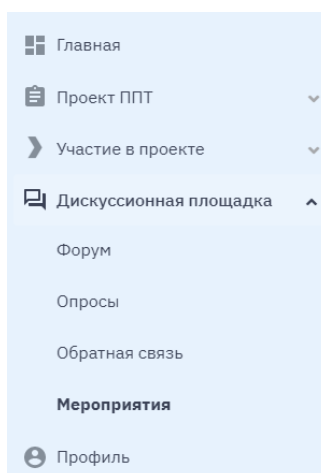 Главная
Проект ППТ
Участие в проекте
Дискуссионная площадка
Форум
Опросы
Обратная связь
Мероприятия
Профиль